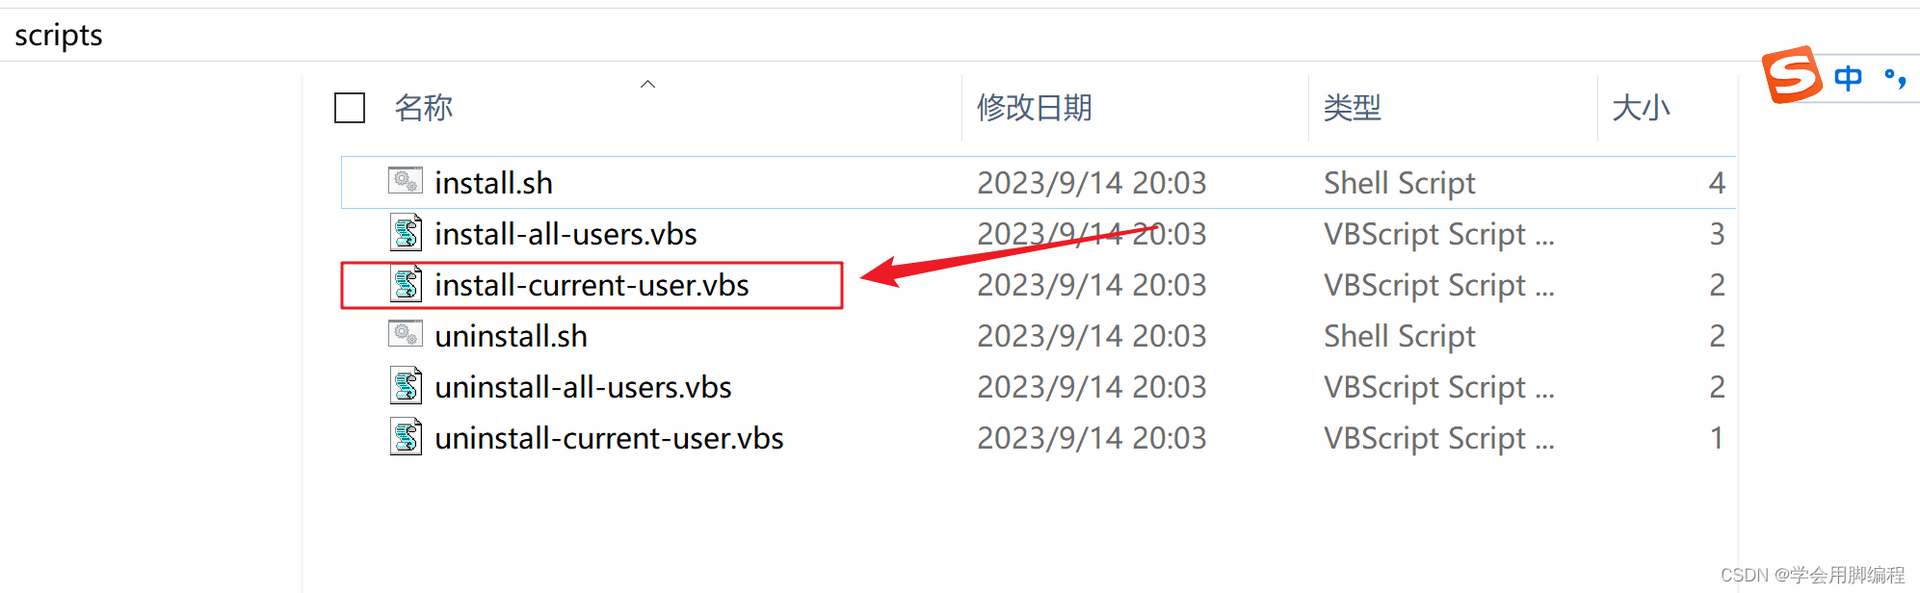 scripts
中 °，
名称 修改日期 类型 大小
install.sh 2023/9/14 20:03 Shell Script 4
install-all-users.vbs 2023/9/14 20:03 VBScript Script ... 3
install-current-user.vbs 2023/9/14 20:03 VBScript Script ... 2
uninstall.sh 2023/9/14 20:03 Shell Script 2
uninstall-all-users.vbs 2023/9/14 20:03 VBScript Script ... 2
uninstall-current-user.vbs 2023/9/14 20:03 VBScript Script ... 1
CSDN @学会用脚编程